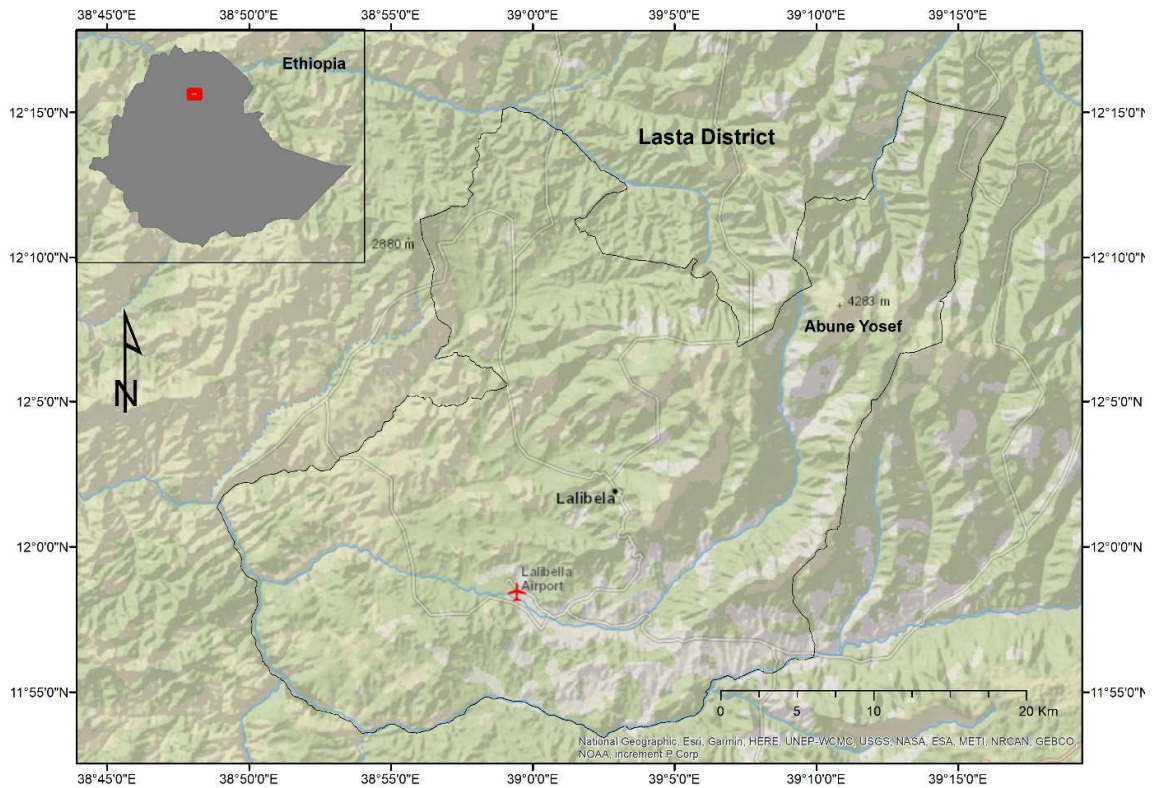 38°45'0"E
38°50'0"E
38°55'0"E
39°0'0"E
39°5'0"E
39°10'0"E
39°15'0"E
Ethiopia
12°15'0"N
12°15'0"N
Lasta District
2880 m
12°10'0"N
12°10'0"N
4283 m
Abune Yosef
N
12°5'0"N
12°5'0"N
Lalibela
12°0'0"N
12°0'0"N
Lalibella
Airport
11°55'0"N
11°55'0"N
0 5 10 20 Km
National Geographic, Esri, Garmin, HERE, UNEP-WCMC, USGS, NASA, ESA, METI, NRCAN, GEBCO,
NOAA, increment P Corp.
38°45'0"E
38°50'0"E
38°55'0"E
39°0'0"E
39°5'0"E
39°10'0"E
39°15'0"E